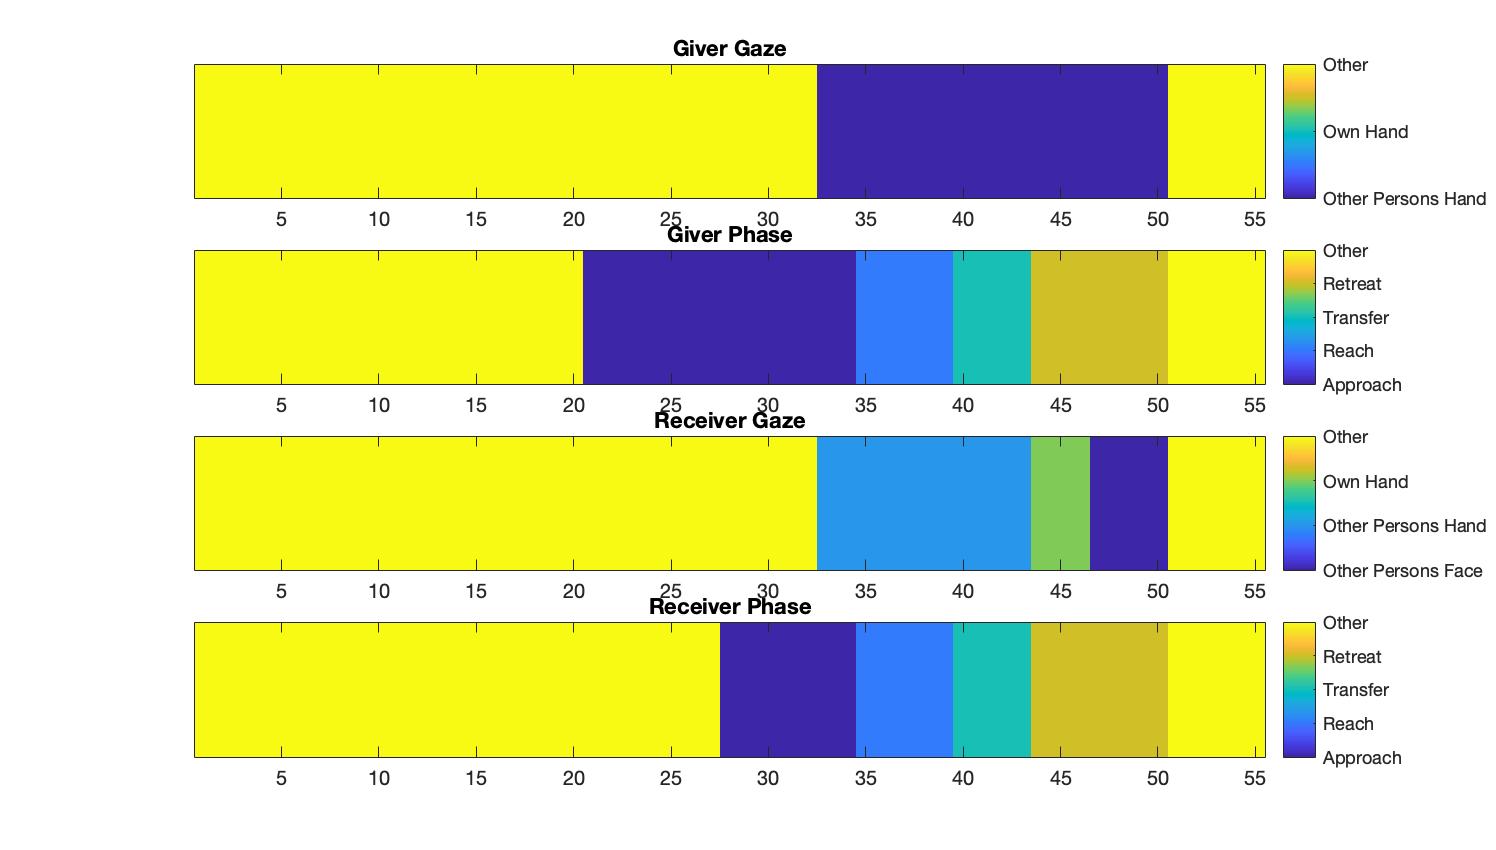 Giver Gaze
Other
Own Hand
Other Persons Hand
5 10 15 20 25 30 35 40 45 50 55
Giver Phase
Other
Retreat
Transfer
Reach
Approach
5 10 15 20 25 30 35 40 45 50 55
Receiver Gaze
Other
Own Hand
Other Persons Hand
Other Persons Face
5 10 15 20 25 30 35 40 45 50 55
Receiver Phase
Other
Retreat
Transfer
Reach
Approach
5 10 15 20 25 30 35 40 45 50 55